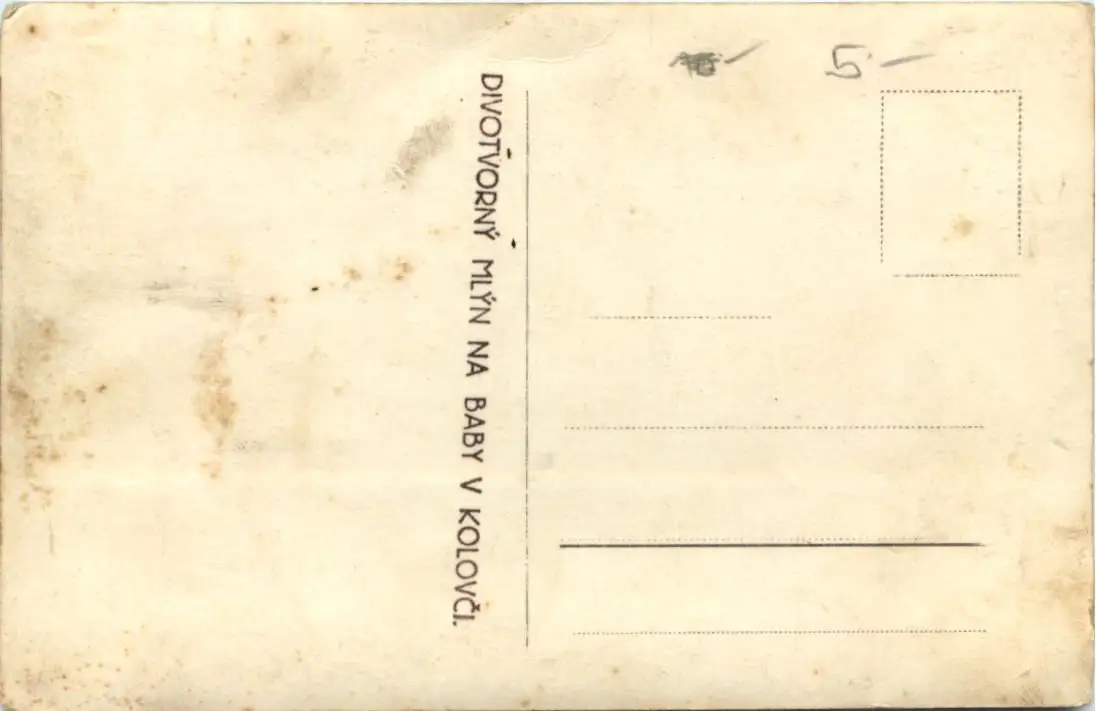 5.-
DIVOTVORNÝ MLÝN NA BABY V KOLOVČI.